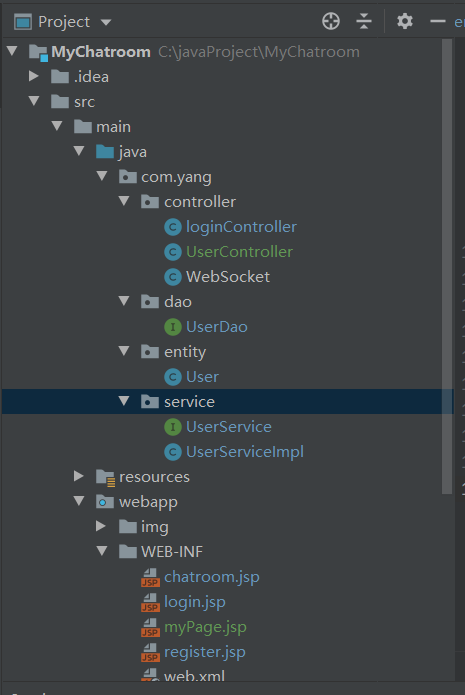 Project
MyChatroom C:\javaProject\MyChatroom
.idea
src
main
java
com.yang
controller
loginController
UserController
WebSocket
dao
UserDao
entity
User
service
UserService
UserServiceImpl
resources
webapp
img
WEB-INF
chatroom.jsp
login.jsp
myPage.jsp
register.jsp
web.xml